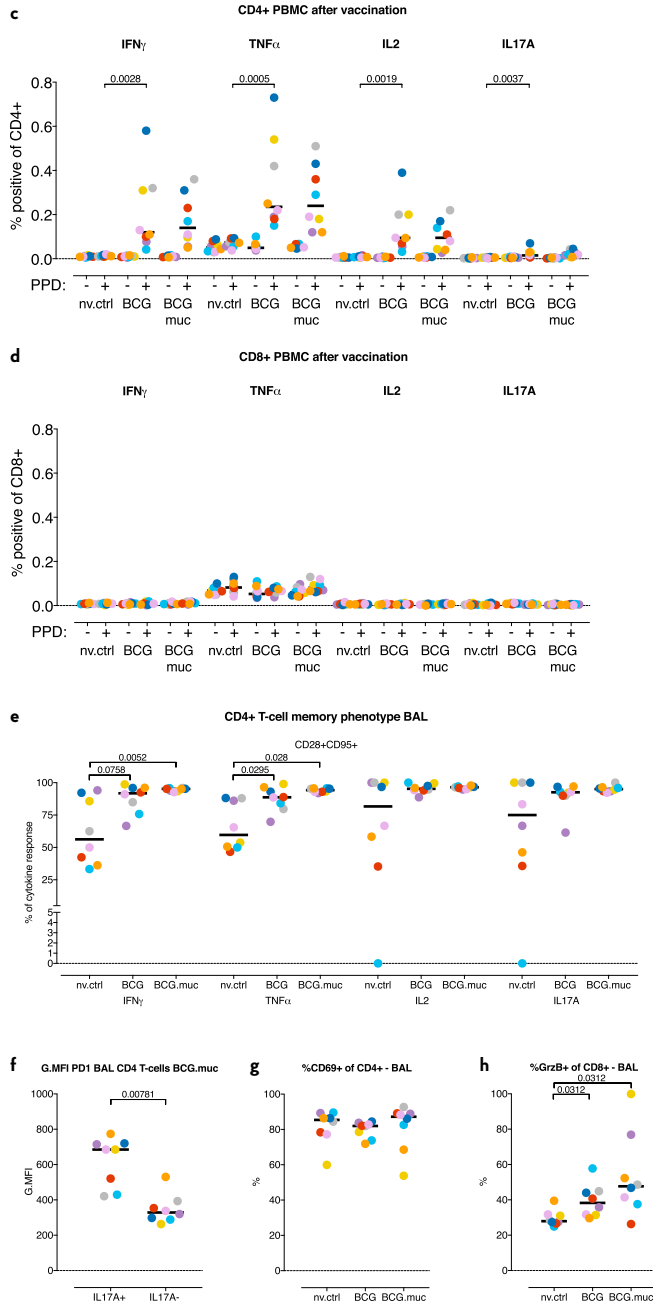 c
CD4+ PBMC after vaccination
IFNγ TNFα IL2 IL17A
0.0028 0.0005 0.0019 0.0037
% positive of CD4+
0.8
0.6
0.4
0.2
0.0
PPD: - + - + - + - + - + - + - + - + - + - + - + - +
nv.ctrl BCG BCG muc nv.ctrl BCG BCG muc nv.ctrl BCG BCG muc nv.ctrl BCG BCG muc
d
CD8+ PBMC after vaccination
IFNγ TNFα IL2 IL17A
% positive of CD8+
0.8
0.6
0.4
0.2
0.0
PPD: - + - + - + - + - + - + - + - + - + - + - + - +
nv.ctrl BCG BCG muc nv.ctrl BCG BCG muc nv.ctrl BCG BCG muc nv.ctrl BCG BCG muc
e
CD4+ T-cell memory phenotype BAL
CD28+CD95+
0.0052 0.028
0.0758 0.0295
% of cytokine response
100
75
50
25
5
4
3
2
1
0
nv.ctrl BCG BCG.muc nv.ctrl BCG BCG.muc nv.ctrl BCG BCG.muc nv.ctrl BCG BCG.muc
IFNγ TNFα IL2 IL17A
f
G.MFI PD1 BAL CD4 T-cells BCG.muc
0.00781
G.MFI
1000
800
600
400
200
0
IL17A+ IL17A-
g
%CD69+ of CD4+ - BAL
%
100
80
60
40
20
0
nv.ctrl BCG BCG.muc
h
%GrzB+ of CD8+ - BAL
0.0312
0.0312
%
100
80
60
40
20
0
nv.ctrl BCG BCG.muc